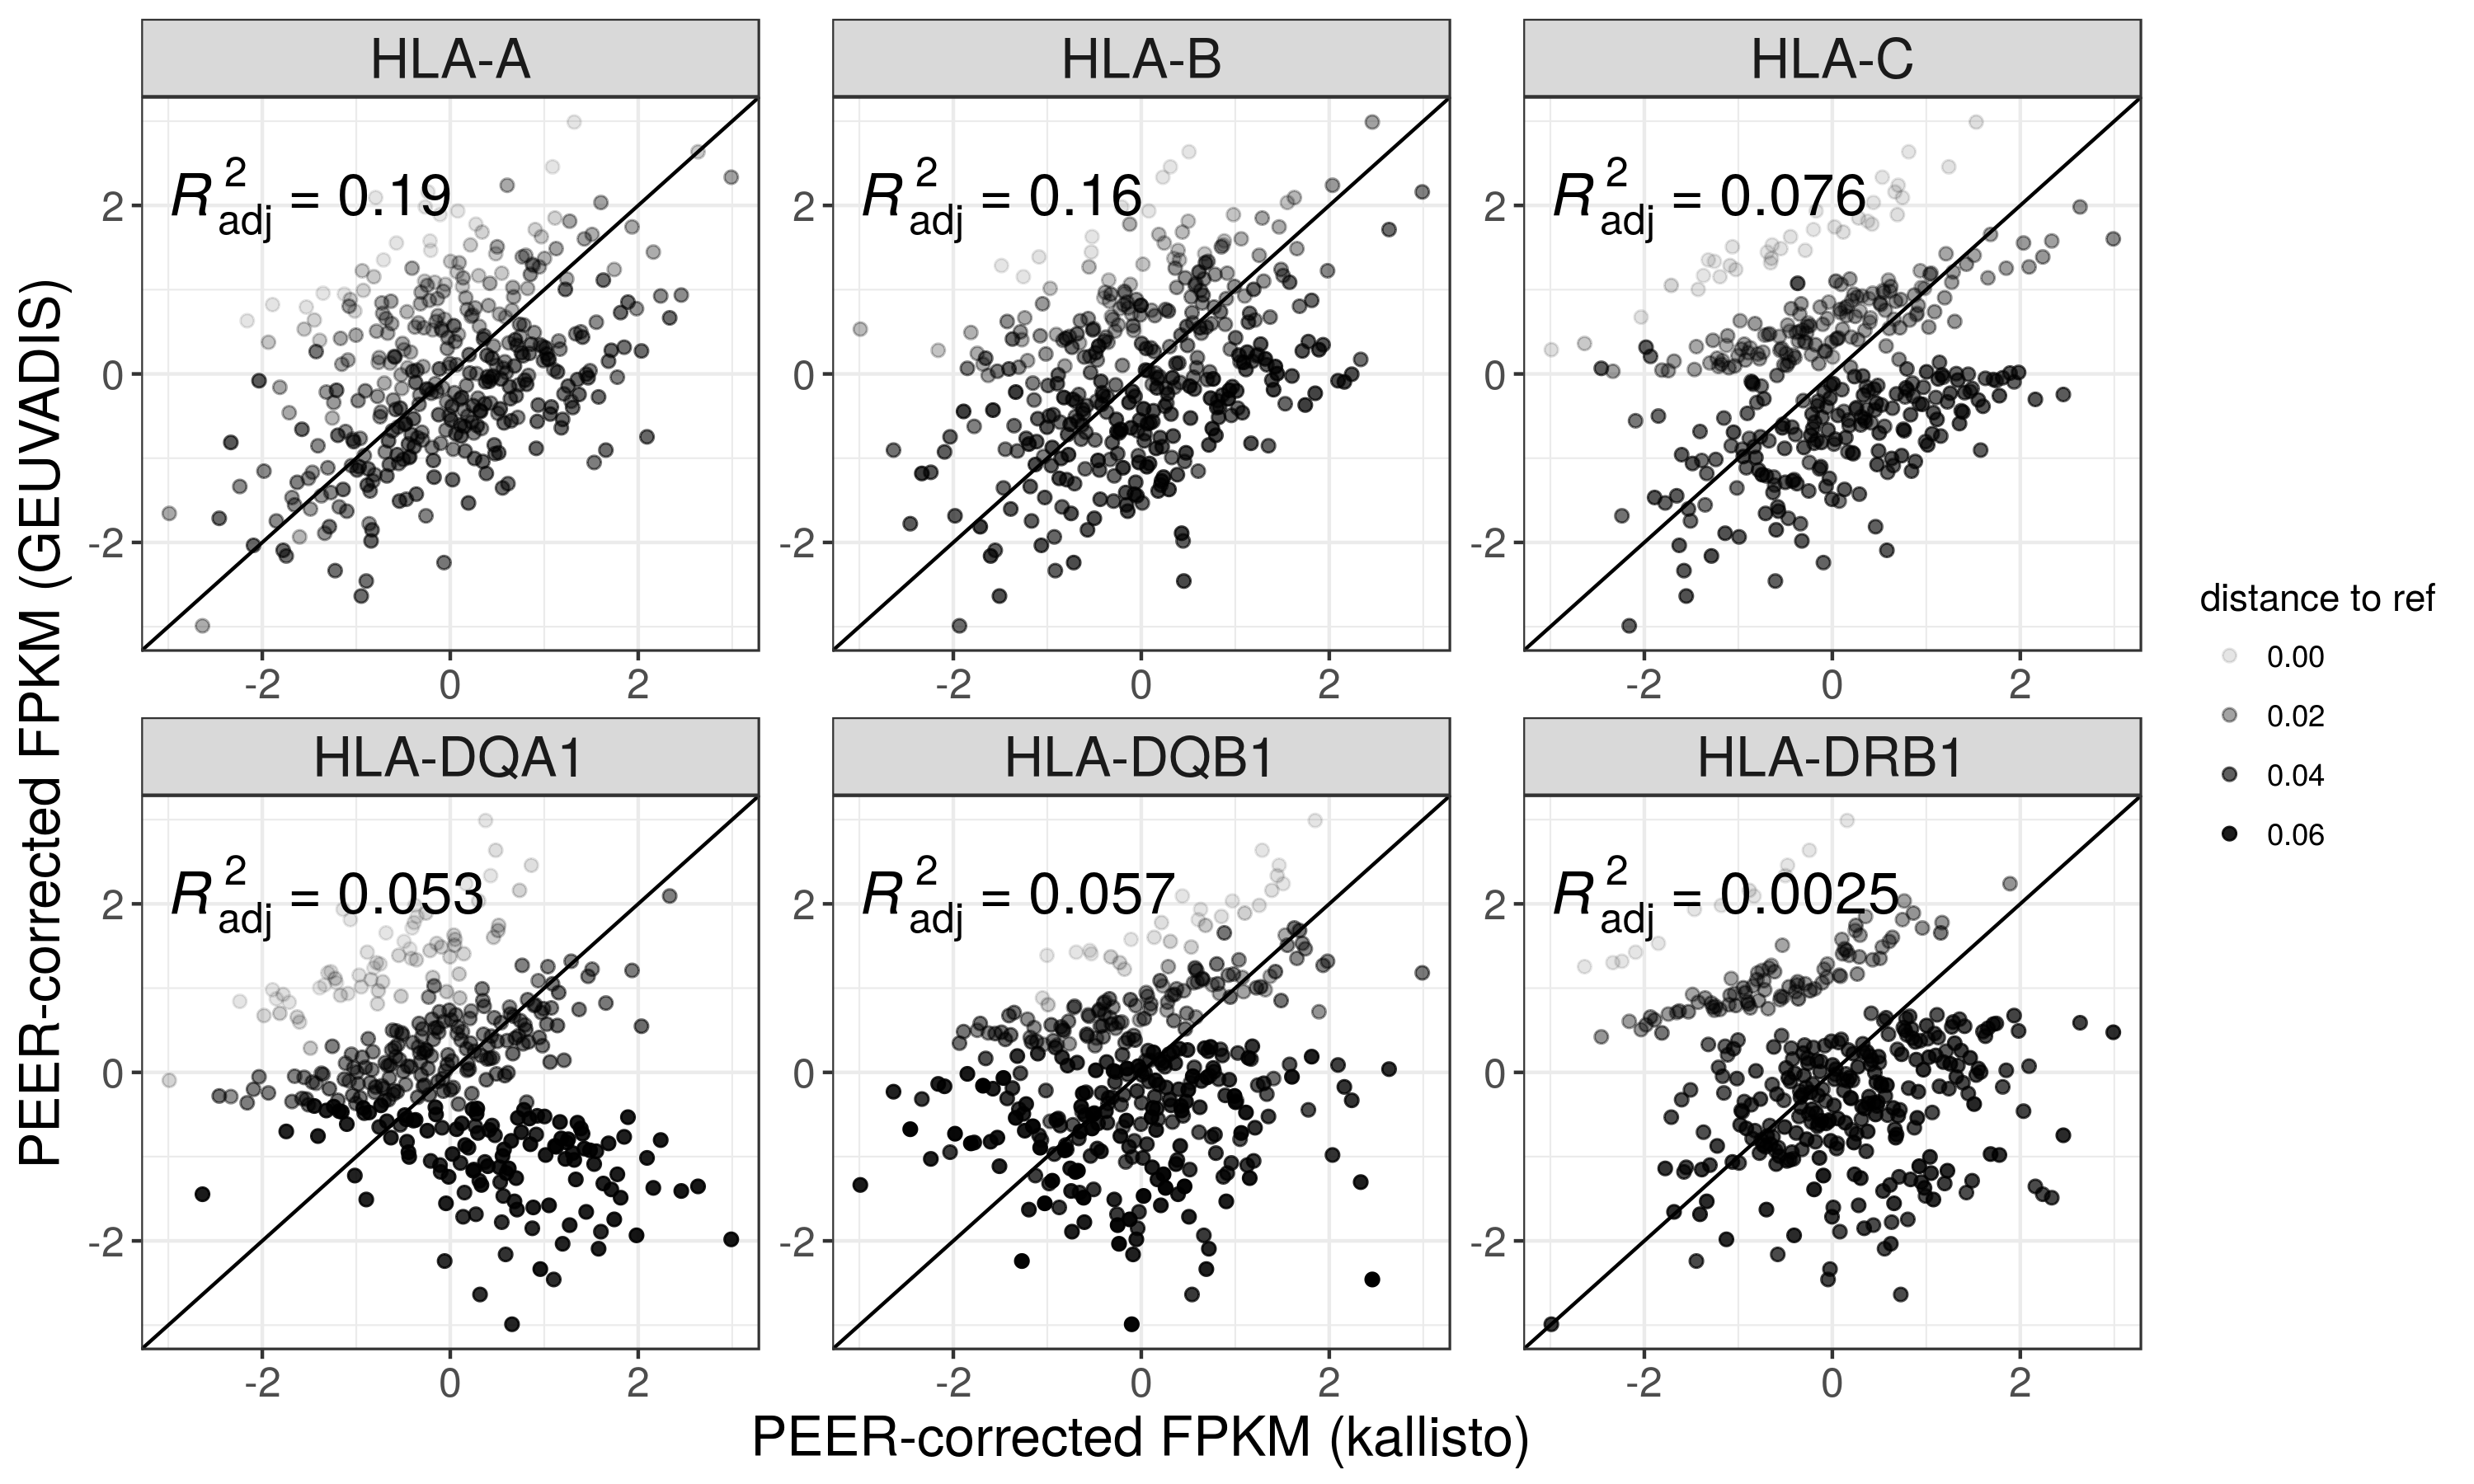 HLA-A
HLA-B
HLA-C
R²adj = 0.19
R²adj = 0.16
R²adj = 0.076
2
0
-2
2
0
-2
2
0
-2
-2 0 2
-2 0 2
-2 0 2
HLA-DQA1
HLA-DQB1
HLA-DRB1
R²adj = 0.053
R²adj = 0.057
R²adj = 0.0025
2
0
-2
2
0
-2
2
0
-2
-2 0 2
-2 0 2
-2 0 2
PEER-corrected FPKM (GEUVADIS)
PEER-corrected FPKM (kallisto)
distance to ref
0.00
0.02
0.04
0.06